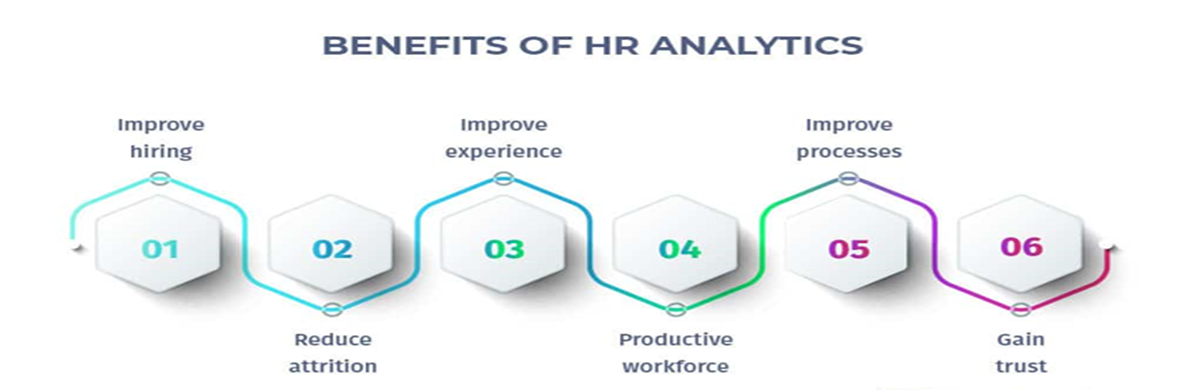 BENEFITS OF HR ANALYTICS
Improve
hiring
Improve
experience
Improve
processes
01
02
03
04
05
06
Reduce
attrition
Productive
workforce
Gain
trust